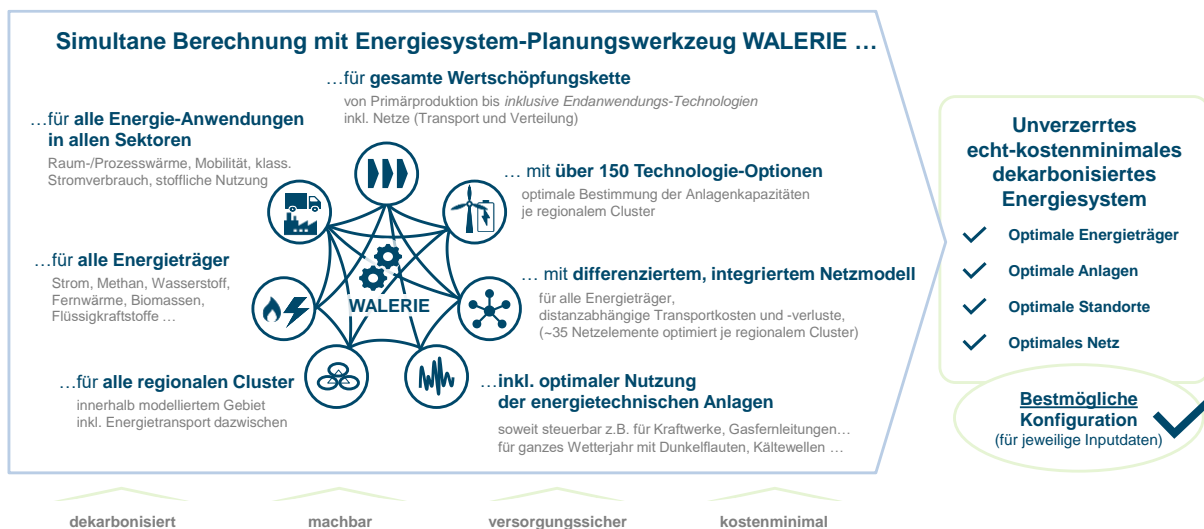 Simultane Berechnung mit Energiesystem-Planungswerkzeug WALERIE …
…für gesamte Wertschöpfungskette
von Primärproduktion bis inklusive Endanwendungs-Technologien
inkl. Netze (Transport und Verteilung)
…für alle Energie-Anwendungen
in allen Sektoren
Raum-/Prozesswärme, Mobilität, klass.
Stromverbrauch, stoffliche Nutzung
… mit über 150 Technologie-Optionen
optimale Bestimmung der Anlagenkapazitäten
je regionalem Cluster
…für alle Energieträger
Strom, Methan, Wasserstoff,
Fernwärme, Biomassen,
Flüssigkraftstoffe …
WALERIE
… mit differenziertem, integriertem Netzmodell
für alle Energieträger,
distanzabhängige Transportkosten und -verluste,
(~35 Netzelemente optimiert je regionalem Cluster)
…für alle regionalen Cluster
innerhalb modelliertem Gebiet
inkl. Energietransport dazwischen
…inkl. optimaler Nutzung
der energietechnischen Anlagen
soweit steuerbar z.B. für Kraftwerke, Gasfernleitungen…
für ganzes Wetterjahr mit Dunkelflauten, Kältewellen …
Unverzerrtes
echt-kostenminimales
dekarbonisiertes
Energiesystem
Optimale Energieträger
Optimale Anlagen
Optimale Standorte
Optimales Netz
Bestmögliche
Konfiguration
(für jeweilige Inputdaten)
dekarbonisiert
machbar
versorgungssicher
kostenminimal